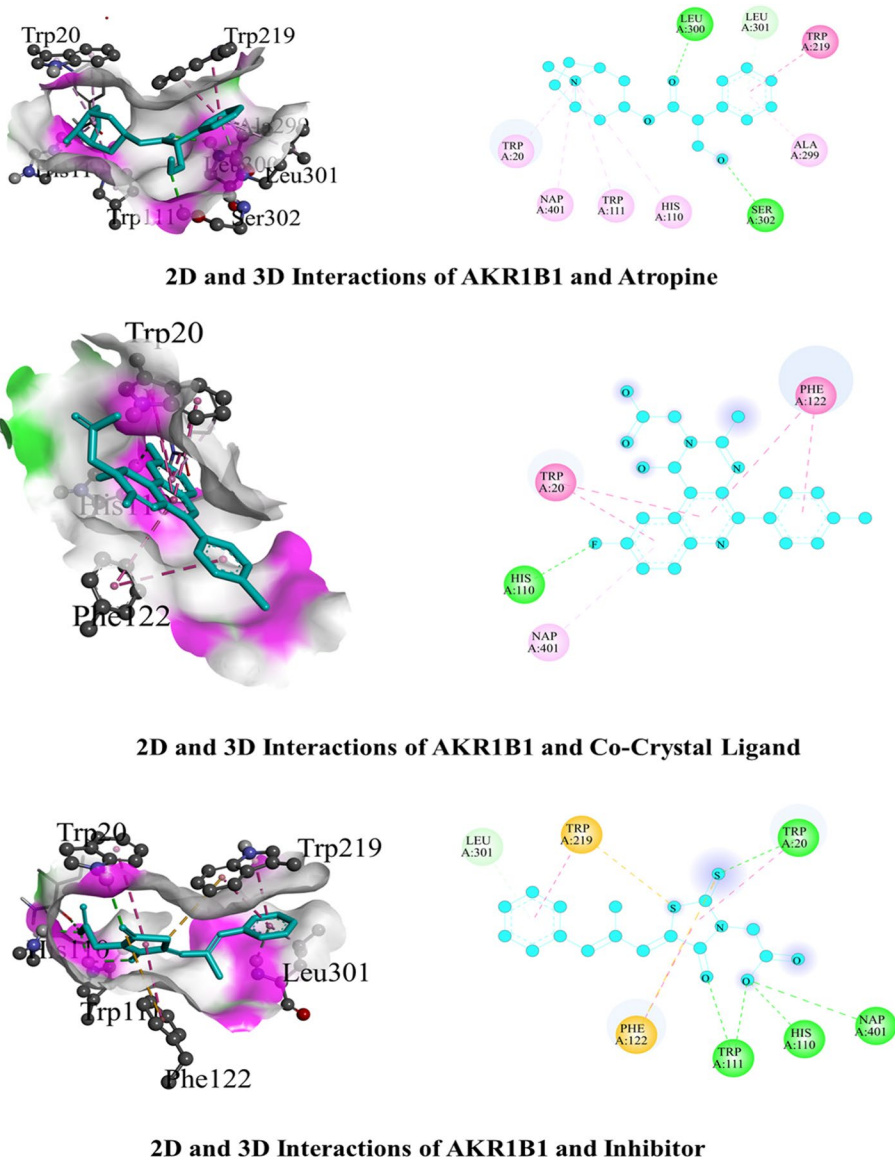 Trp20
Trp219
Ala299
Leu300
Leu301
Trp111
Ser302
LEU
A:300
LEU
A:301
TRP
A:219
TRP
A:20
NAP
A:401
TRP
A:111
HIS
A:110
ALA
A:299
SER
A:302
N
O
O
O
2D and 3D Interactions of AKR1B1 and Atropine
Trp20
Phe122
PHE
A:122
TRP
A:20
HIS
A:110
NAP
A:401
O
O
N
O
N
F
N
2D and 3D Interactions of AKR1B1 and Co-Crystal Ligand
Trp20
Trp219
His110
Leu301
Phe122
LEU
A:301
TRP
A:219
TRP
A:20
PHE
A:122
TRP
A:111
HIS
A:110
NAP
A:401
S
S
N
O
O
O
2D and 3D Interactions of AKR1B1 and Inhibitor